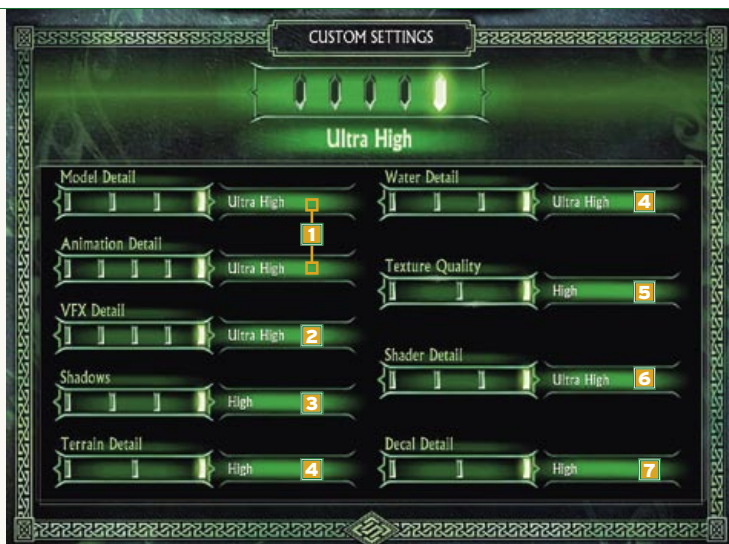 CUSTOM SETTINGS
Ultra High
Model Detail
Ultra High
1
Animation Detail
Ultra High
VFX Detail
Ultra High 2
Shadows
High 3
Terrain Detail
High 4
Water Detail
Ultra High 4
Texture Quality
High 5
Shader Detail
Ultra High 6
Decal Detail
High 7